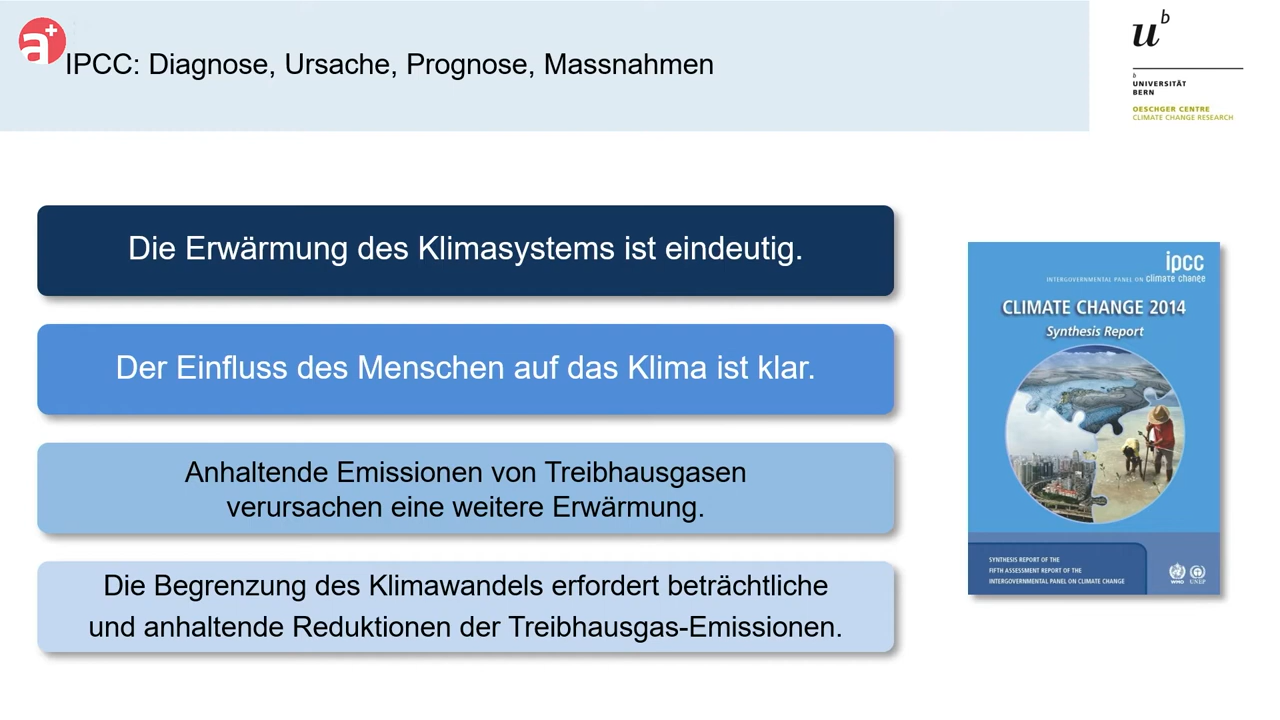 a+
IPCC: Diagnose, Ursache, Prognose, Massnahmen
u b
b
UNIVERSITÄT
BERN
OESCHGER CENTRE
CLIMATE CHANGE RESEARCH
Die Erwärmung des Klimasystems ist eindeutig.
Der Einfluss des Menschen auf das Klima ist klar.
Anhaltende Emissionen von Treibhausgasen
verursachen eine weitere Erwärmung.
Die Begrenzung des Klimawandels erfordert beträchtliche
und anhaltende Reduktionen der Treibhausgas-Emissionen.
ipcc
INTERGOVERNMENTAL PANEL ON climate change
CLIMATE CHANGE 2014
Synthesis Report
SYNTHESIS REPORT OF THE
FIFTH ASSESSMENT REPORT OF THE
INTERGOVERNMENTAL PANEL ON CLIMATE CHANGE
WMO UNEP